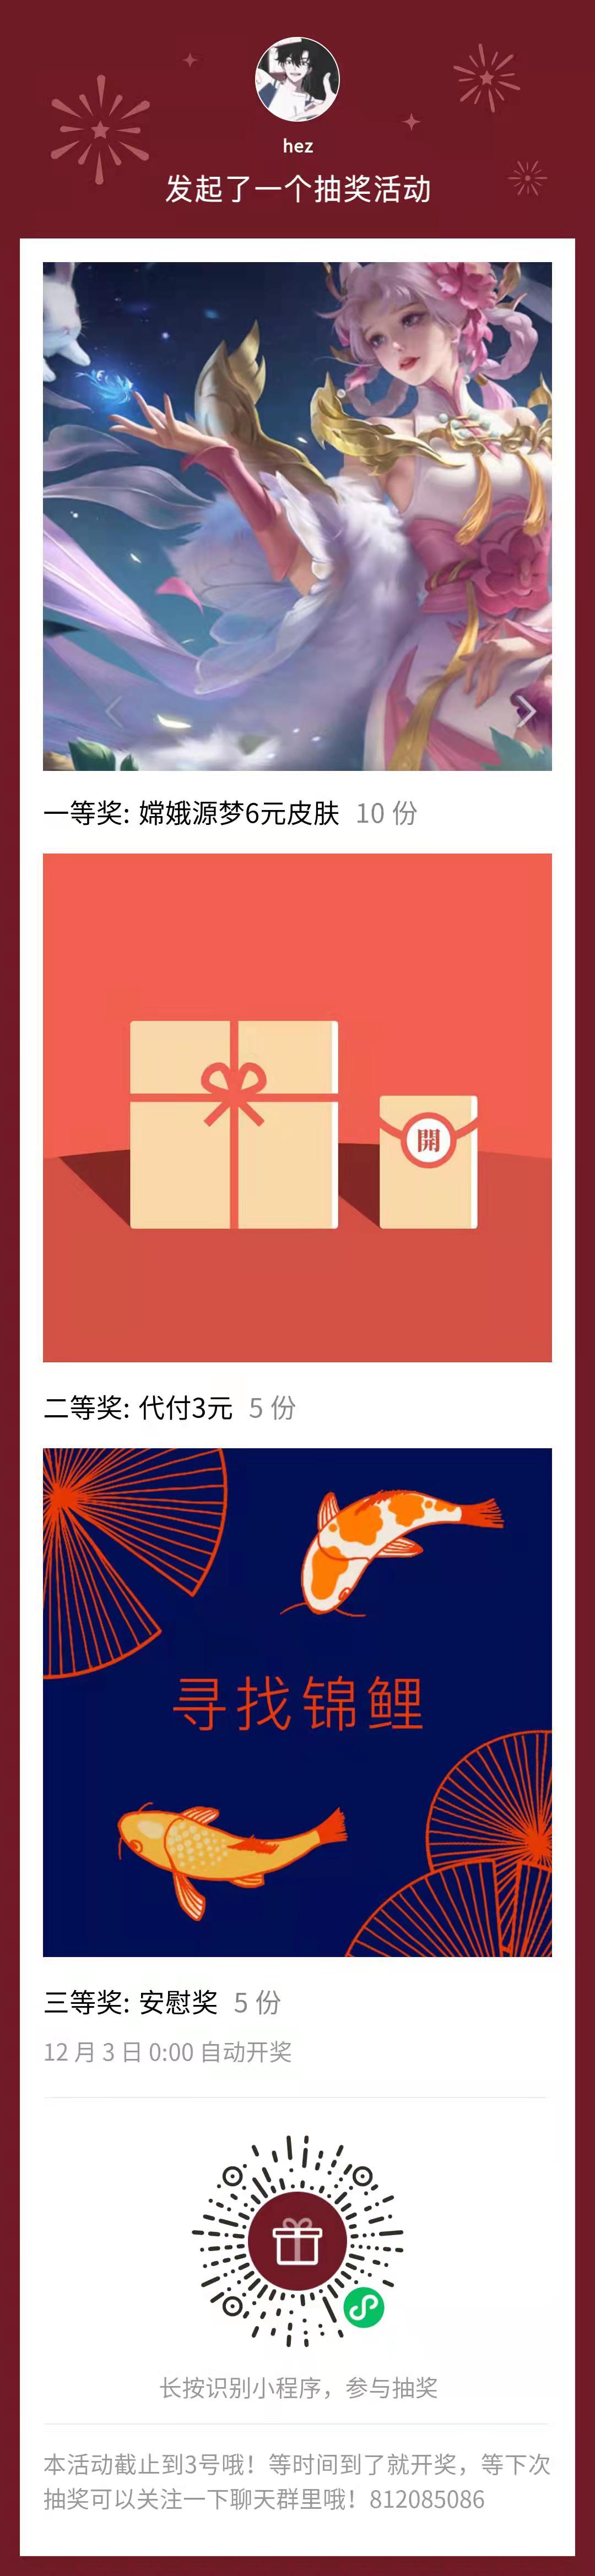 hez
发起了一个抽奖活动
一等奖: 嫦娥源梦6元皮肤 10 份
開
二等奖: 代付3元 5 份
寻找锦鲤
三等奖: 安慰奖 5 份
12 月 3 日 0:00 自动开奖
长按识别小程序，参与抽奖
本活动截止到3号哦！等时间到了就开奖，等下次
抽奖可以关注一下聊天群里哦！812085086